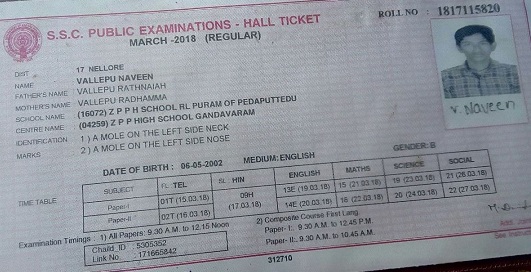 S.S.C. PUBLIC EXAMINATIONS - HALL TICKET
ROLL NO : 1817115820
MARCH -2018 (REGULAR)
DIST 17 NELLORE
NAME VALLEPU NAVEEN
FATHER'S NAME VALLEPU RATHNAIAH
MOTHER'S NAME VALLEPU RADHAMMA
SCHOOL NAME (16072) Z P P H SCHOOL RL PURAM OF PEDAPUTTEDU
CENTRE NAME (04259) Z P P HIGH SCHOOL GANDAVARAM
IDENTIFICATION 1 ) A MOLE ON THE LEFT SIDE NECK
MARKS 2 ) A MOLE ON THE LEFT SIDE NOSE
V. Naveen
DATE OF BIRTH : 06-05-2002 MEDIUM:ENGLISH GENDER: B
SUBJECT FL: TEL SL: HIN ENGLISH MATHS SCIENCE SOCIAL
TIME TABLE Paper-I 01T (15.03.18) 09H 13E (19.03.18) 15 (21.03.18) 19 (23.03.18) 21 (26.03.18)
Paper-II 02T (16.03.18) (17.03.18) 14E (20.03.18) 16 (22.03.18) 20 (24.03.18) 22 (27.03.18)
Examination Timings : 1) All Papers: 9.30 A.M. to 12.15 Noon 2) Composite Course First Lang.
Challd_ID : 5305352 Paper- I:. 9.30 A.M. to 12.45 P.M.
Link No. : 171665842 Paper- II:. 9.30 A.M. to 10.45 A.M.
312710